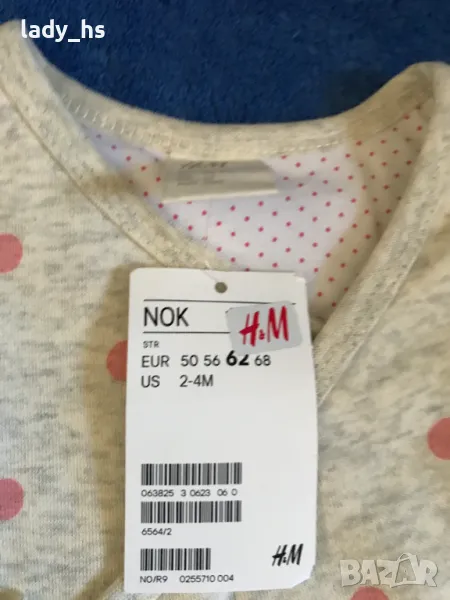 lady_hs
NOK
H&M
STR
EUR 50 56 62 68
US 2-4M
063825 3 0623 06 0
6564/2
H&M
NO/R9 0255710 004
BAZAR